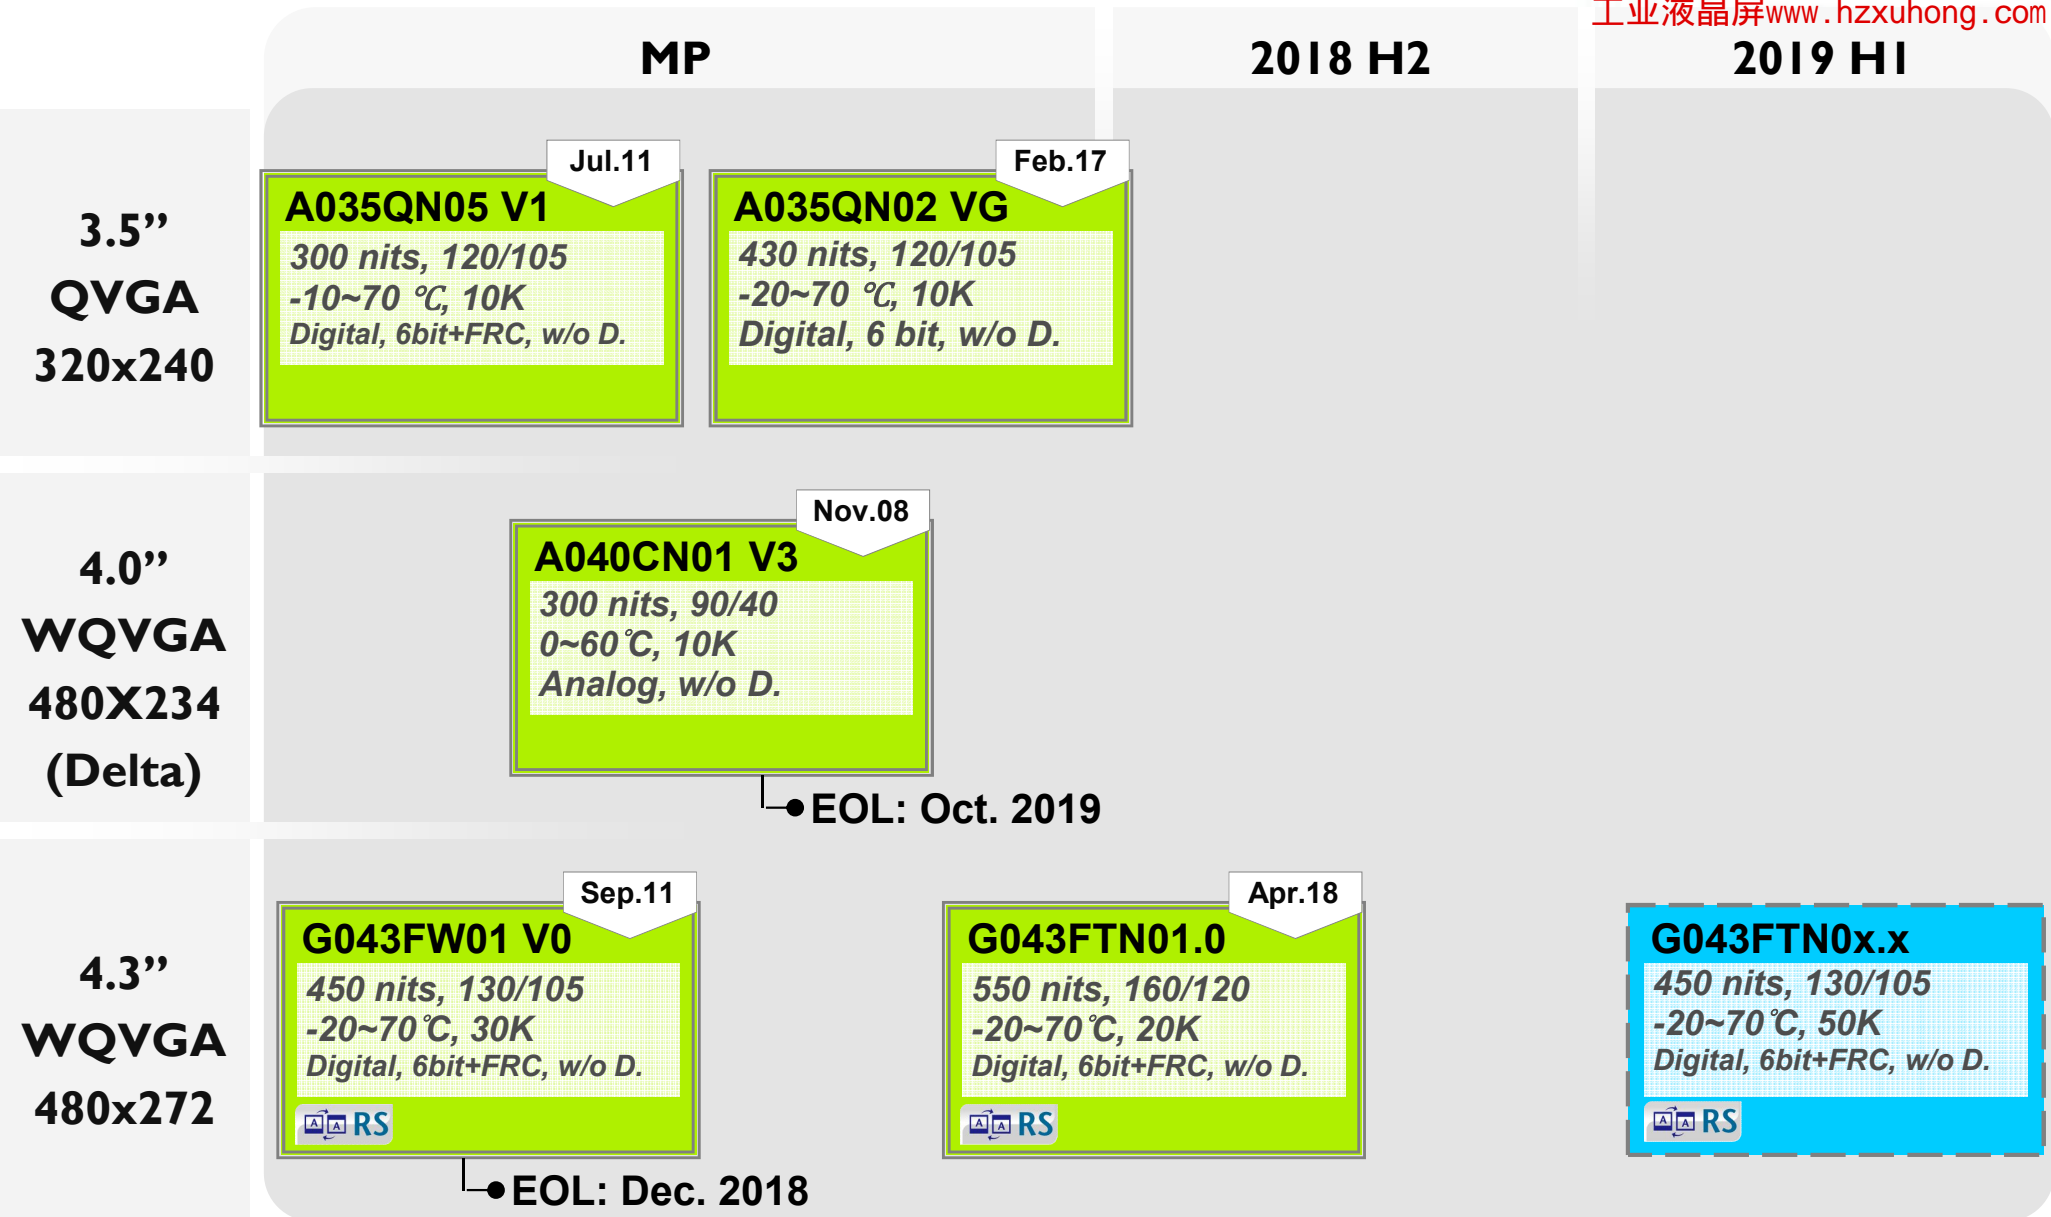 工业液晶屏www.hzxuhong.com
MP
2018 H2
2019 H1
3.5’’
QVGA
320x240
Jul.11
A035QN05 V1
300 nits, 120/105
-10~70 ℃, 10K
Digital, 6bit+FRC, w/o D.
Feb.17
A035QN02 VG
430 nits, 120/105
-20~70 ℃, 10K
Digital, 6 bit, w/o D.
4.0’’
WQVGA
480X234
(Delta)
Nov.08
A040CN01 V3
300 nits, 90/40
0~60℃, 10K
Analog, w/o D.
EOL: Oct. 2019
4.3’’
WQVGA
480x272
Sep.11
G043FW01 V0
450 nits, 130/105
-20~70℃, 30K
Digital, 6bit+FRC, w/o D.
A A RS
EOL: Dec. 2018
Apr.18
G043FTN01.0
550 nits, 160/120
-20~70℃, 20K
Digital, 6bit+FRC, w/o D.
A A RS
G043FTN0x.x
450 nits, 130/105
-20~70℃, 50K
Digital, 6bit+FRC, w/o D.
A A RS